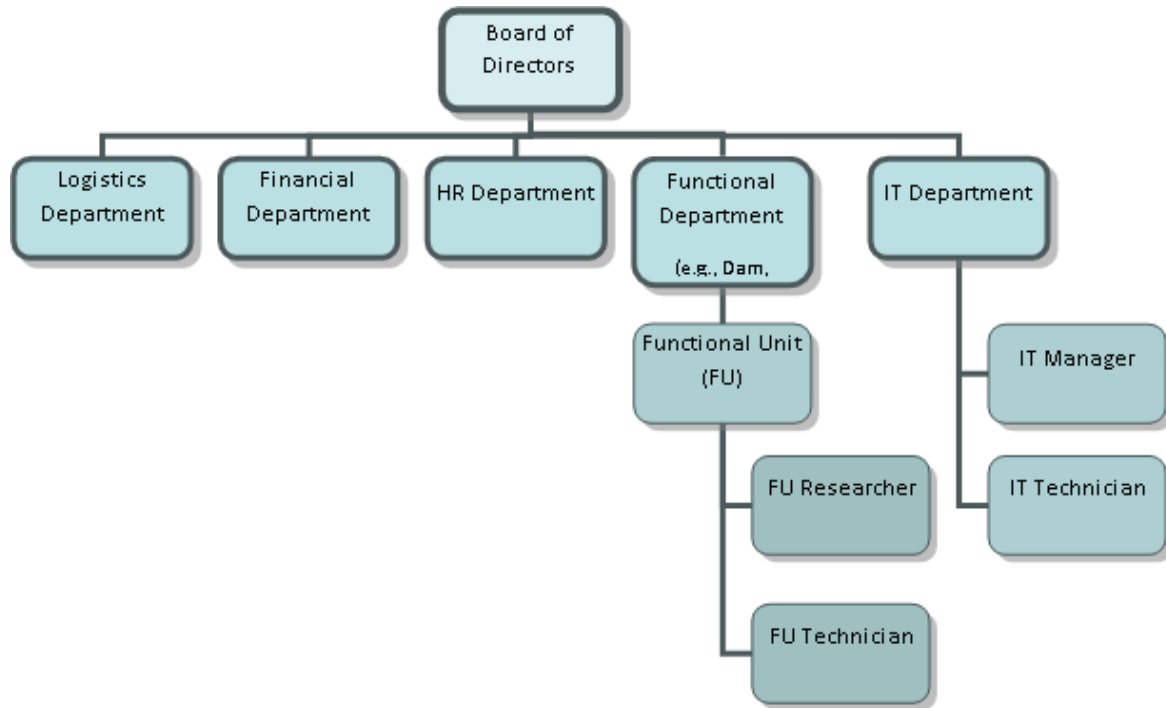 Board of
Directors
Logistics
Department
Financial
Department
HR Department
Functional
Department
(e.g., Dam,
IT Department
Functional Unit
(FU)
IT Manager
FU Researcher
IT Technician
FU Technician